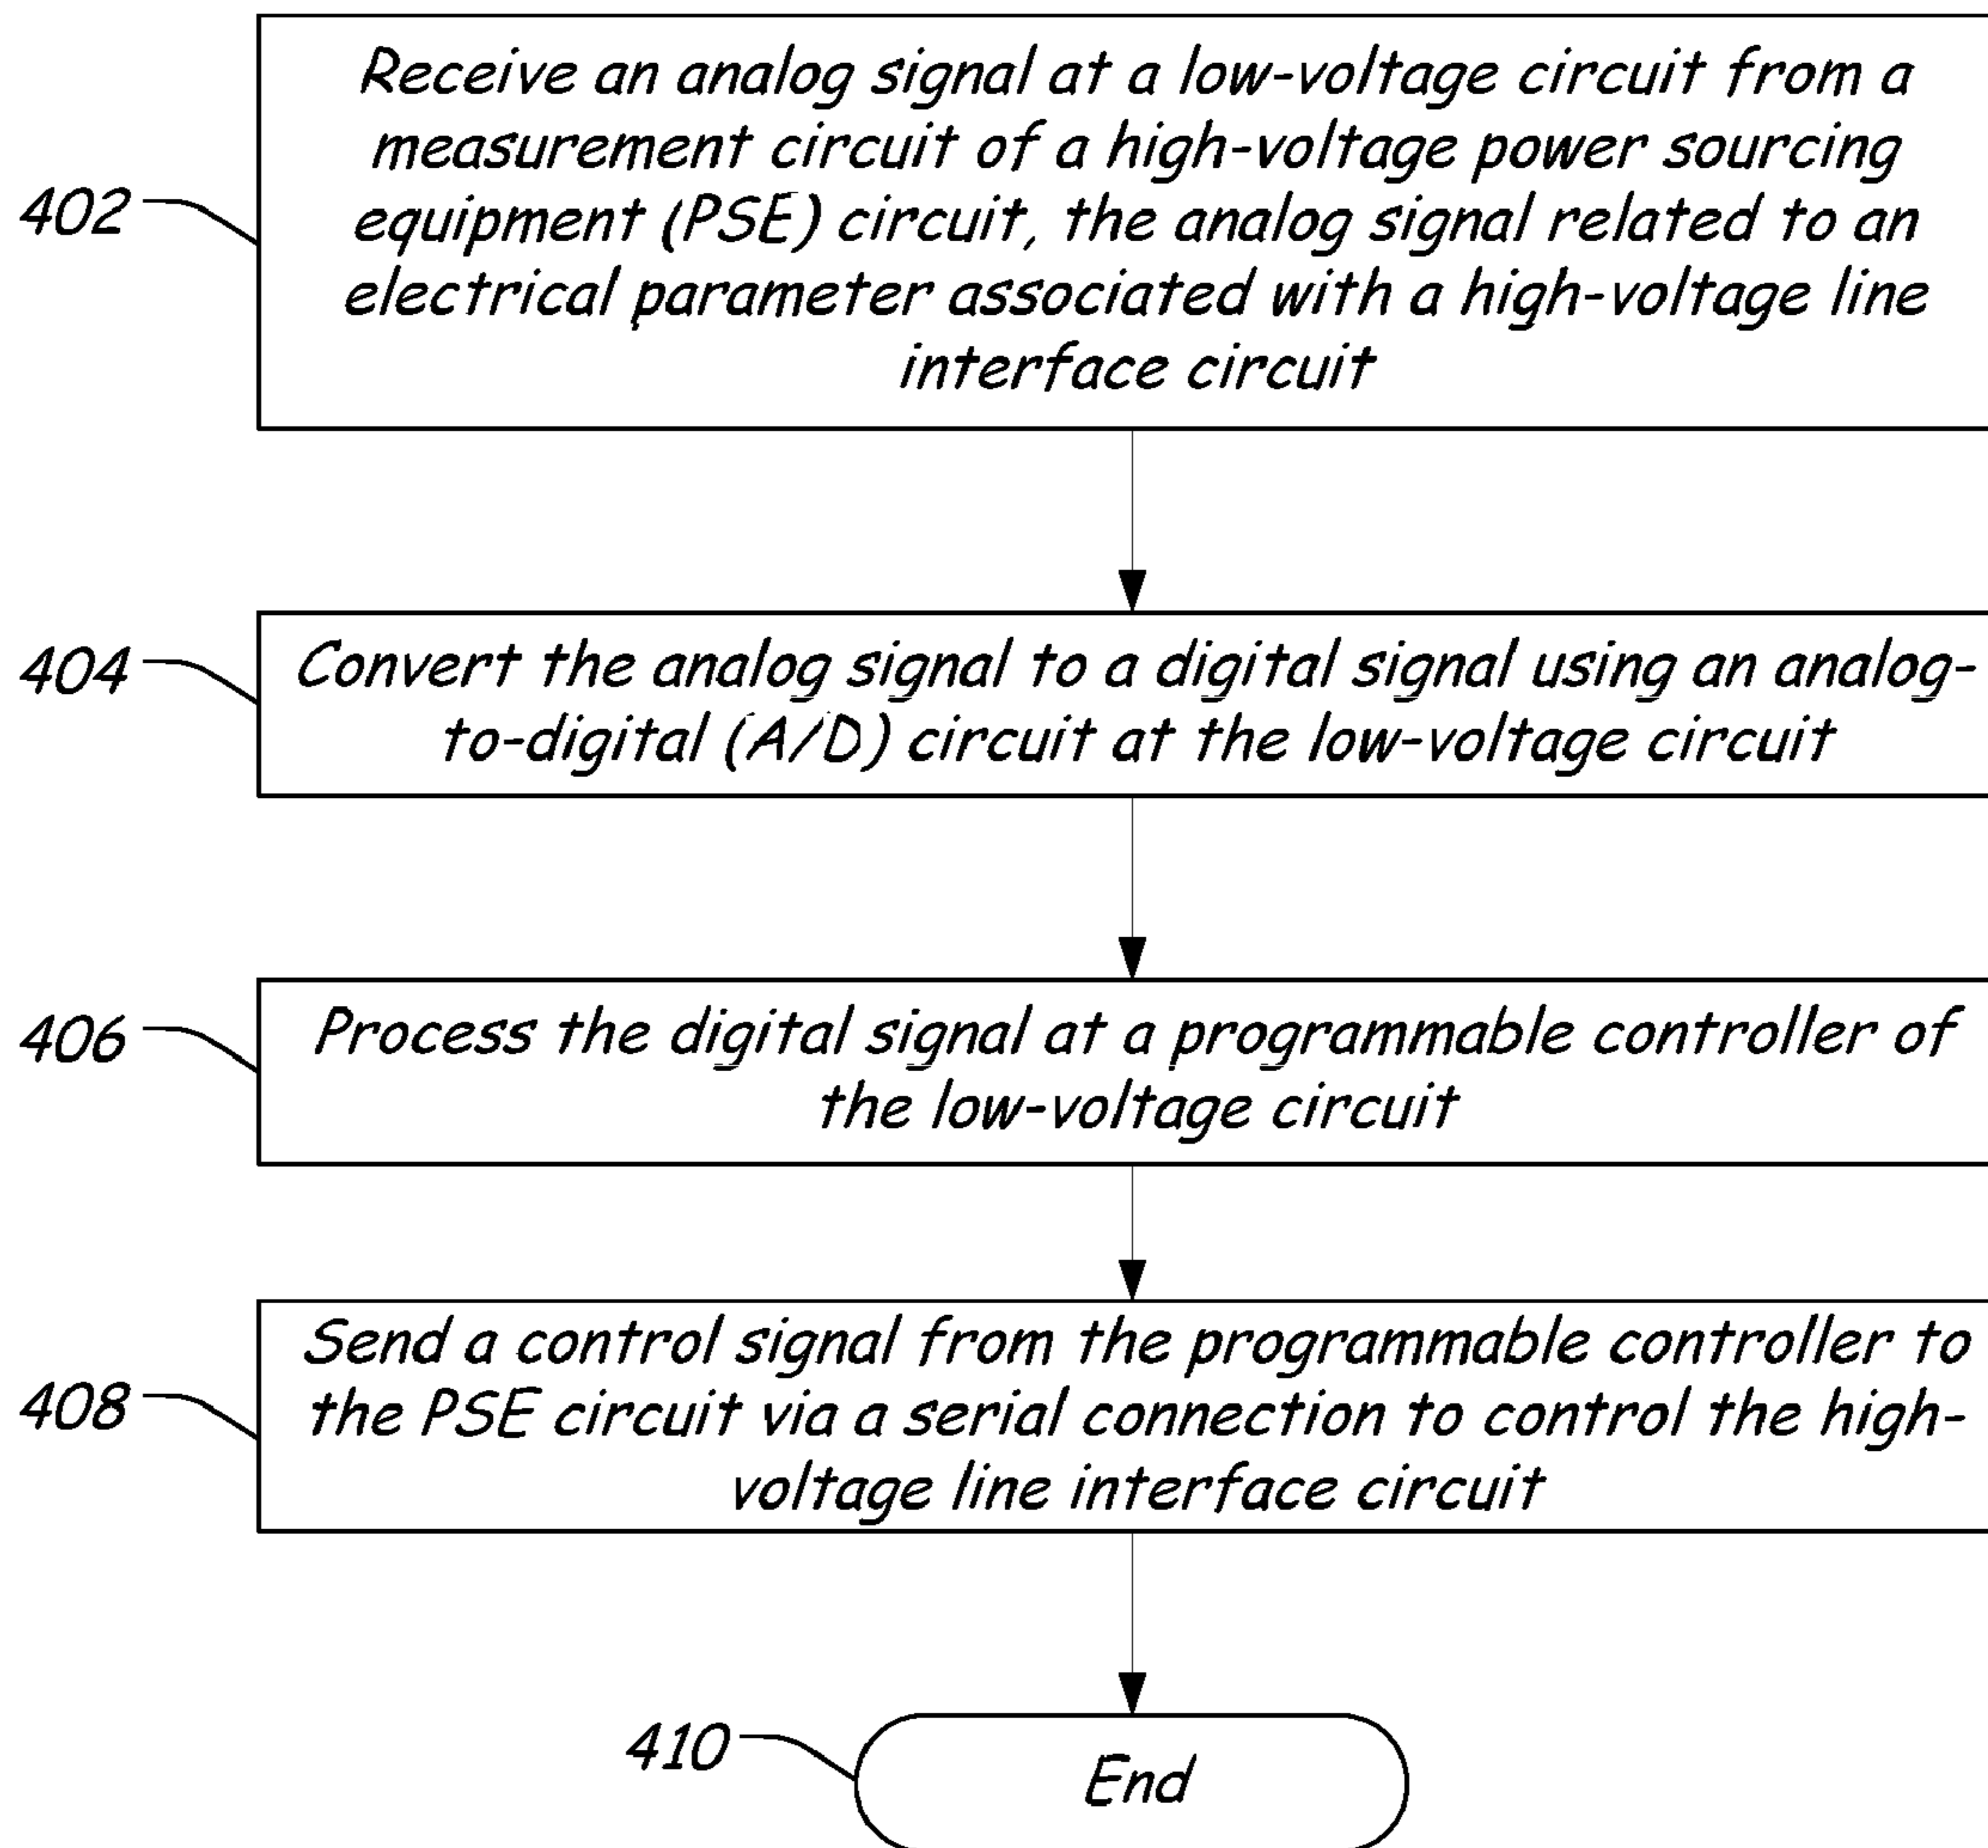 Receive an analog signal at a low-voltage circuit from a
measurement circuit of a high-voltage power sourcing
402
equipment (PSE) circuit, the analog signal related to an
electrical parameter associated with a high-voltage line
interface circuit
404
Convert the analog signal to a digital signal using an analog-
to-digital (A/D) circuit at the low-voltage circuit
406
Process the digital signal at a programmable controller of
the low-voltage circuit
408
Send a control signal from the programmable controller to
the PSE circuit via a serial connection to control the high-
voltage line interface circuit
410
End